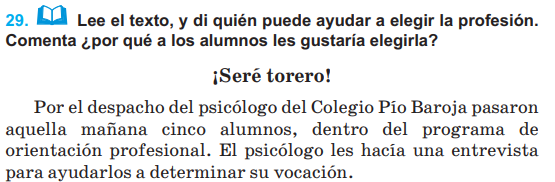 29. Lee el texto, y di quién puede ayudar a elegir la profesión.
Comenta ¿por qué a los alumnos les gustaría elegirla?
¡Seré torero!
Por el despacho del psicólogo del Colegio Pío Baroja pasaron
aquella mañana cinco alumnos, dentro del programa de
orientación profesional. El psicólogo les hacía una entrevista
para ayudarlos a determinar su vocación.